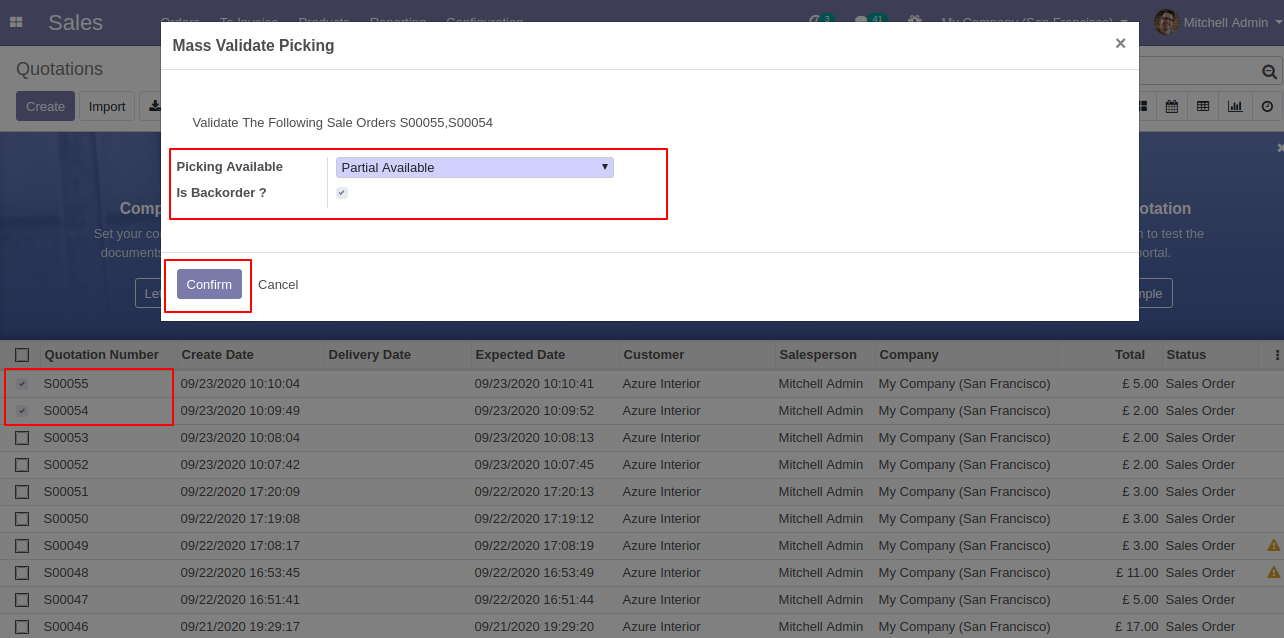 Sales Orders To Invoice Products Reporting Configuration 3 41 My Company (San Francisco) Mitchell Admin
Mass Validate Picking ×
Quotations
Create Import
Validate The Following Sale Orders S00055,S00054
Picking Available Partial Available
Is Backorder ?
Confirm Cancel
Quotation Number Create Date Delivery Date Expected Date Customer Salesperson Company Total Status
S00055 09/23/2020 10:10:04 09/23/2020 10:10:41 Azure Interior Mitchell Admin My Company (San Francisco) £ 5.00 Sales Order
S00054 09/23/2020 10:09:49 09/23/2020 10:09:52 Azure Interior Mitchell Admin My Company (San Francisco) £ 2.00 Sales Order
S00053 09/23/2020 10:08:04 09/23/2020 10:08:13 Azure Interior Mitchell Admin My Company (San Francisco) £ 2.00 Sales Order
S00052 09/23/2020 10:07:42 09/23/2020 10:07:45 Azure Interior Mitchell Admin My Company (San Francisco) £ 2.00 Sales Order
S00051 09/22/2020 17:20:09 09/22/2020 17:20:13 Azure Interior Mitchell Admin My Company (San Francisco) £ 3.00 Sales Order
S00050 09/22/2020 17:19:08 09/22/2020 17:19:12 Azure Interior Mitchell Admin My Company (San Francisco) £ 3.00 Sales Order
S00049 09/22/2020 17:08:17 09/22/2020 17:08:19 Azure Interior Mitchell Admin My Company (San Francisco) £ 3.00 Sales Order
S00048 09/22/2020 16:53:45 09/22/2020 16:53:49 Azure Interior Mitchell Admin My Company (San Francisco) £ 11.00 Sales Order
S00047 09/22/2020 16:51:41 09/22/2020 16:51:44 Azure Interior Mitchell Admin My Company (San Francisco) £ 5.00 Sales Order
S00046 09/21/2020 19:29:17 09/21/2020 19:29:20 Azure Interior Mitchell Admin My Company (San Francisco) £ 17.00 Sales Order